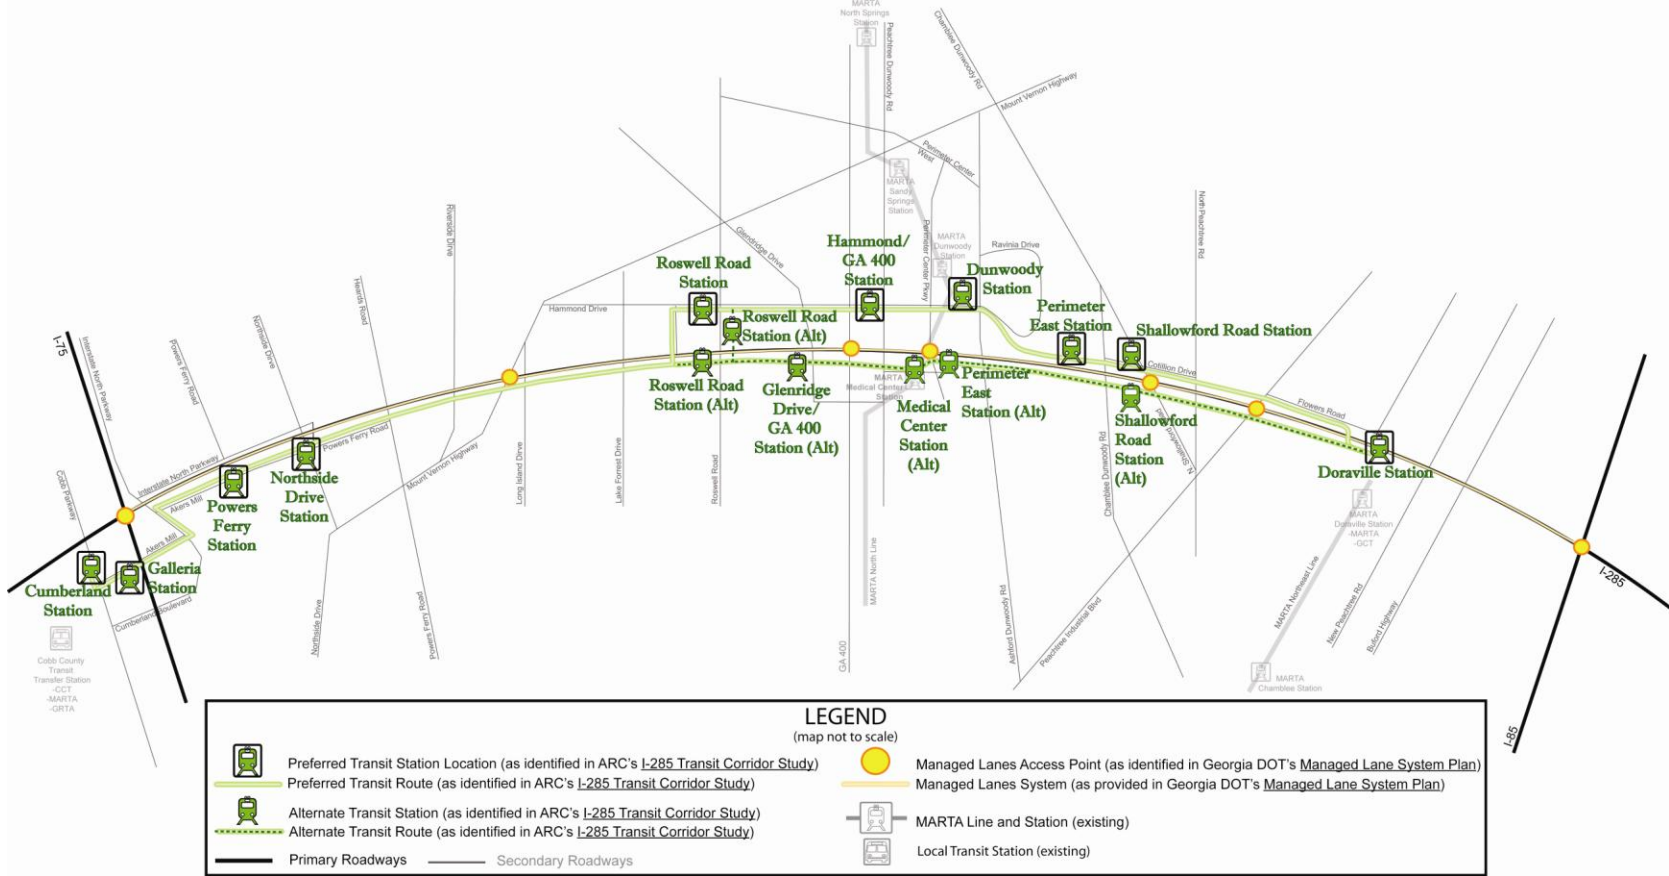 MARTA
North Springs
Station
Peachtree Dunwoody Rd
Chamblee Dunwoody Rd
Mount Vernon Highway
Perimeter Center
West
MARTA
Sandy
Springs
Station
North Peachtree Rd
Riverside Drive
Glendridge Drive
Perimeter Center Pkwy
MARTA
Dunwoody
Station
Ravinia Drive
Hammond/
GA 400
Station
Roswell Road
Station
Dunwoody
Station
Heards Road
Hammond Drive
Perimeter
East Station
Shallowford Road Station
Roswell Road
Station (Alt)
I-75
Interstate North Parkway
Powers Ferry Road
Northside Drive
Cotillion Drive
Roswell Road
Station (Alt)
Glenridge
Drive/
GA 400
Station (Alt)
MARTA
Medical Center
Station
Medical
Center
Station
(Alt)
Perimeter
East
Station (Alt)
Shallowford
Road
Station
(Alt)
N. Shallowford Rd
Flowers Road
Doraville Station
Powers Ferry Road
Mount Vernon Highway
Long Island Drive
Lake Forrest Drive
Roswell Road
Chamblee Dunwoody Rd
Interstate North Parkway
Northside
Drive
Station
Cobb Parkway
Akers Mill
Powers
Ferry
Station
MARTA
Doraville Station
-MARTA
-GCT
Akers Mill
Galleria
Station
Cumberland
Station
Cumberland Boulevard
MARTA North Line
MARTA Northeast Line
I-285
Northside Drive
Powers Ferry Road
GA 400
Ashford Dunwoody Rd
Peachtree Industrial Blvd
New Peachtree Rd
Buford Highway
Cobb County
Transit
Transfer Station
-CCT
-MARTA
-GRTA
MARTA
Chamblee Station
I-85
LEGEND
(map not to scale)
Preferred Transit Station Location (as identified in ARC's I-285 Transit Corridor Study)
Preferred Transit Route (as identified in ARC's I-285 Transit Corridor Study)
Alternate Transit Station (as identified in ARC's I-285 Transit Corridor Study)
Alternate Transit Route (as identified in ARC's I-285 Transit Corridor Study)
Primary Roadways
Secondary Roadways
Managed Lanes Access Point (as identified in Georgia DOT's Managed Lane System Plan)
Managed Lanes System (as provided in Georgia DOT's Managed Lane System Plan)
MARTA Line and Station (existing)
Local Transit Station (existing)